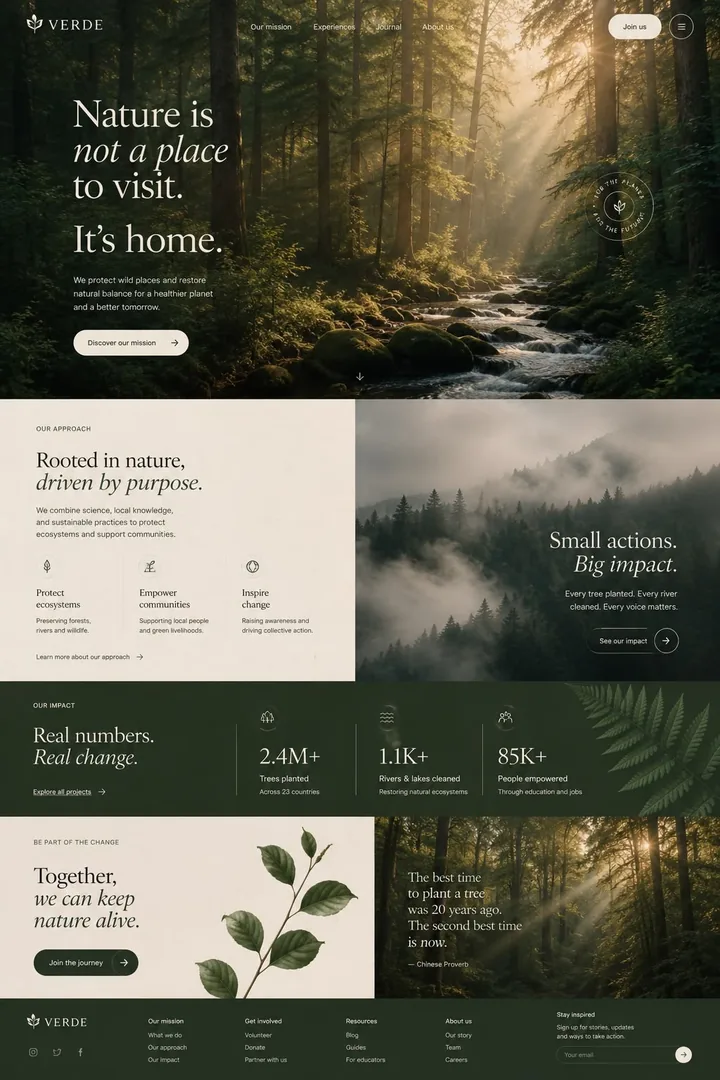 VERDE
Our mission
Experiences
Journal
About us
Join us
Nature is
not a place
to visit.
It's home.
We protect wild places and restore
natural balance for a healthier planet
and a better tomorrow.
Discover our mission
FOR THE PLANET
FOR THE FUTURE
OUR APPROACH
Rooted in nature,
driven by purpose.
We combine science, local knowledge,
and sustainable practices to protect
ecosystems and support communities.
Protect
ecosystems
Preserving forests,
rivers and wildlife.
Empower
communities
Supporting local people
and green livelihoods.
Inspire
change
Raising awareness and
driving collective action.
Learn more about our approach
Small actions.
Big impact.
Every tree planted. Every river
cleaned. Every voice matters.
See our impact
OUR IMPACT
Real numbers.
Real change.
Explore all projects
2.4M+
Trees planted
Across 23 countries
1.1K+
Rivers & lakes cleaned
Restoring natural ecosystems
85K+
People empowered
Through education and jobs
BE PART OF THE CHANGE
Together,
we can keep
nature alive.
Join the journey
The best time
to plant a tree
was 20 years ago.
The second best time
is now.
— Chinese Proverb
VERDE
Our mission
What we do
Our approach
Our impact
Get involved
Volunteer
Donate
Partner with us
Resources
Blog
Guides
For educators
About us
Our story
Team
Careers
Stay inspired
Sign up for stories, updates
and ways to take action.
Your email